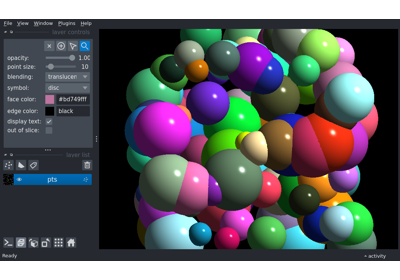 File View Window Plugins Help
layer controls
opacity: 1.00
point size: 10
blending: translucen
symbol: disc
face color: #bd749fff
edge color: black
display text: ✓
out of slice:
layer list
pts
Ready
activity